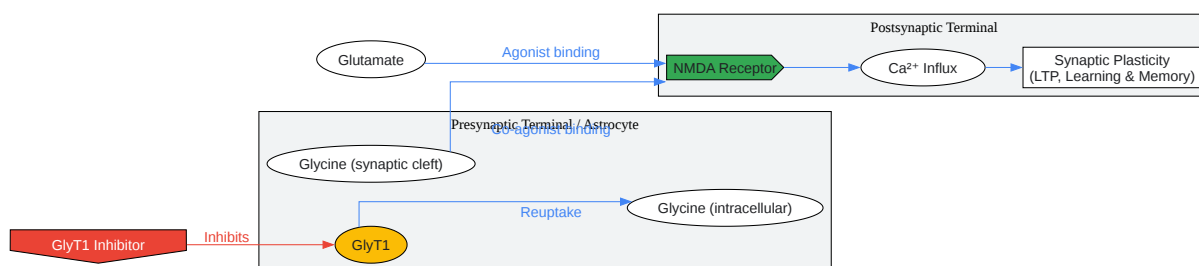 Postsynaptic Terminal
Glutamate
Agonist binding
NMDA Receptor
Ca²⁺ Influx
Synaptic Plasticity
(LTP, Learning & Memory)
Presynaptic Terminal / Astrocyte
Co-agonist binding
Glycine (synaptic cleft)
Reuptake
Glycine (intracellular)
GlyT1 Inhibitor
Inhibits
GlyT1